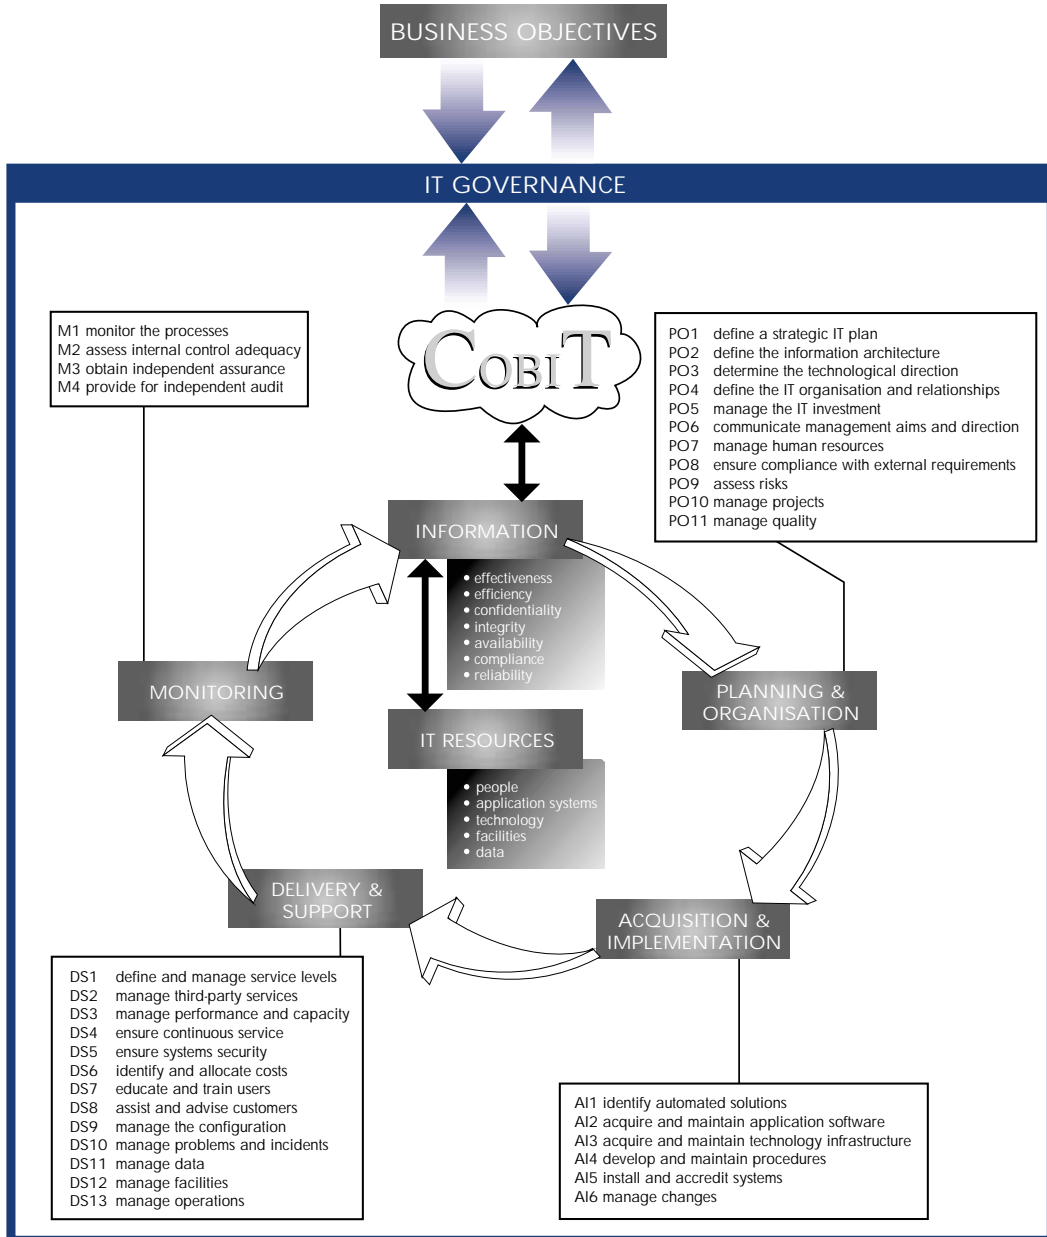 BUSINESS OBJECTIVES
IT GOVERNANCE
COBIT
M1 monitor the processes
M2 assess internal control adequacy
M3 obtain independent assurance
M4 provide for independent audit
PO1 define a strategic IT plan
PO2 define the information architecture
PO3 determine the technological direction
PO4 define the IT organisation and relationships
PO5 manage the IT investment
PO6 communicate management aims and direction
PO7 manage human resources
PO8 ensure compliance with external requirements
PO9 assess risks
PO10 manage projects
PO11 manage quality
INFORMATION
• effectiveness
• efficiency
• confidentiality
• integrity
• availability
• compliance
• reliability
MONITORING
PLANNING &
ORGANISATION
IT RESOURCES
• people
• application systems
• technology
• facilities
• data
DELIVERY &
SUPPORT
ACQUISITION &
IMPLEMENTATION
DS1 define and manage service levels
DS2 manage third-party services
DS3 manage performance and capacity
DS4 ensure continuous service
DS5 ensure systems security
DS6 identify and allocate costs
DS7 educate and train users
DS8 assist and advise customers
DS9 manage the configuration
DS10 manage problems and incidents
DS11 manage data
DS12 manage facilities
DS13 manage operations
AI1 identify automated solutions
AI2 acquire and maintain application software
AI3 acquire and maintain technology infrastructure
AI4 develop and maintain procedures
AI5 install and accredit systems
AI6 manage changes